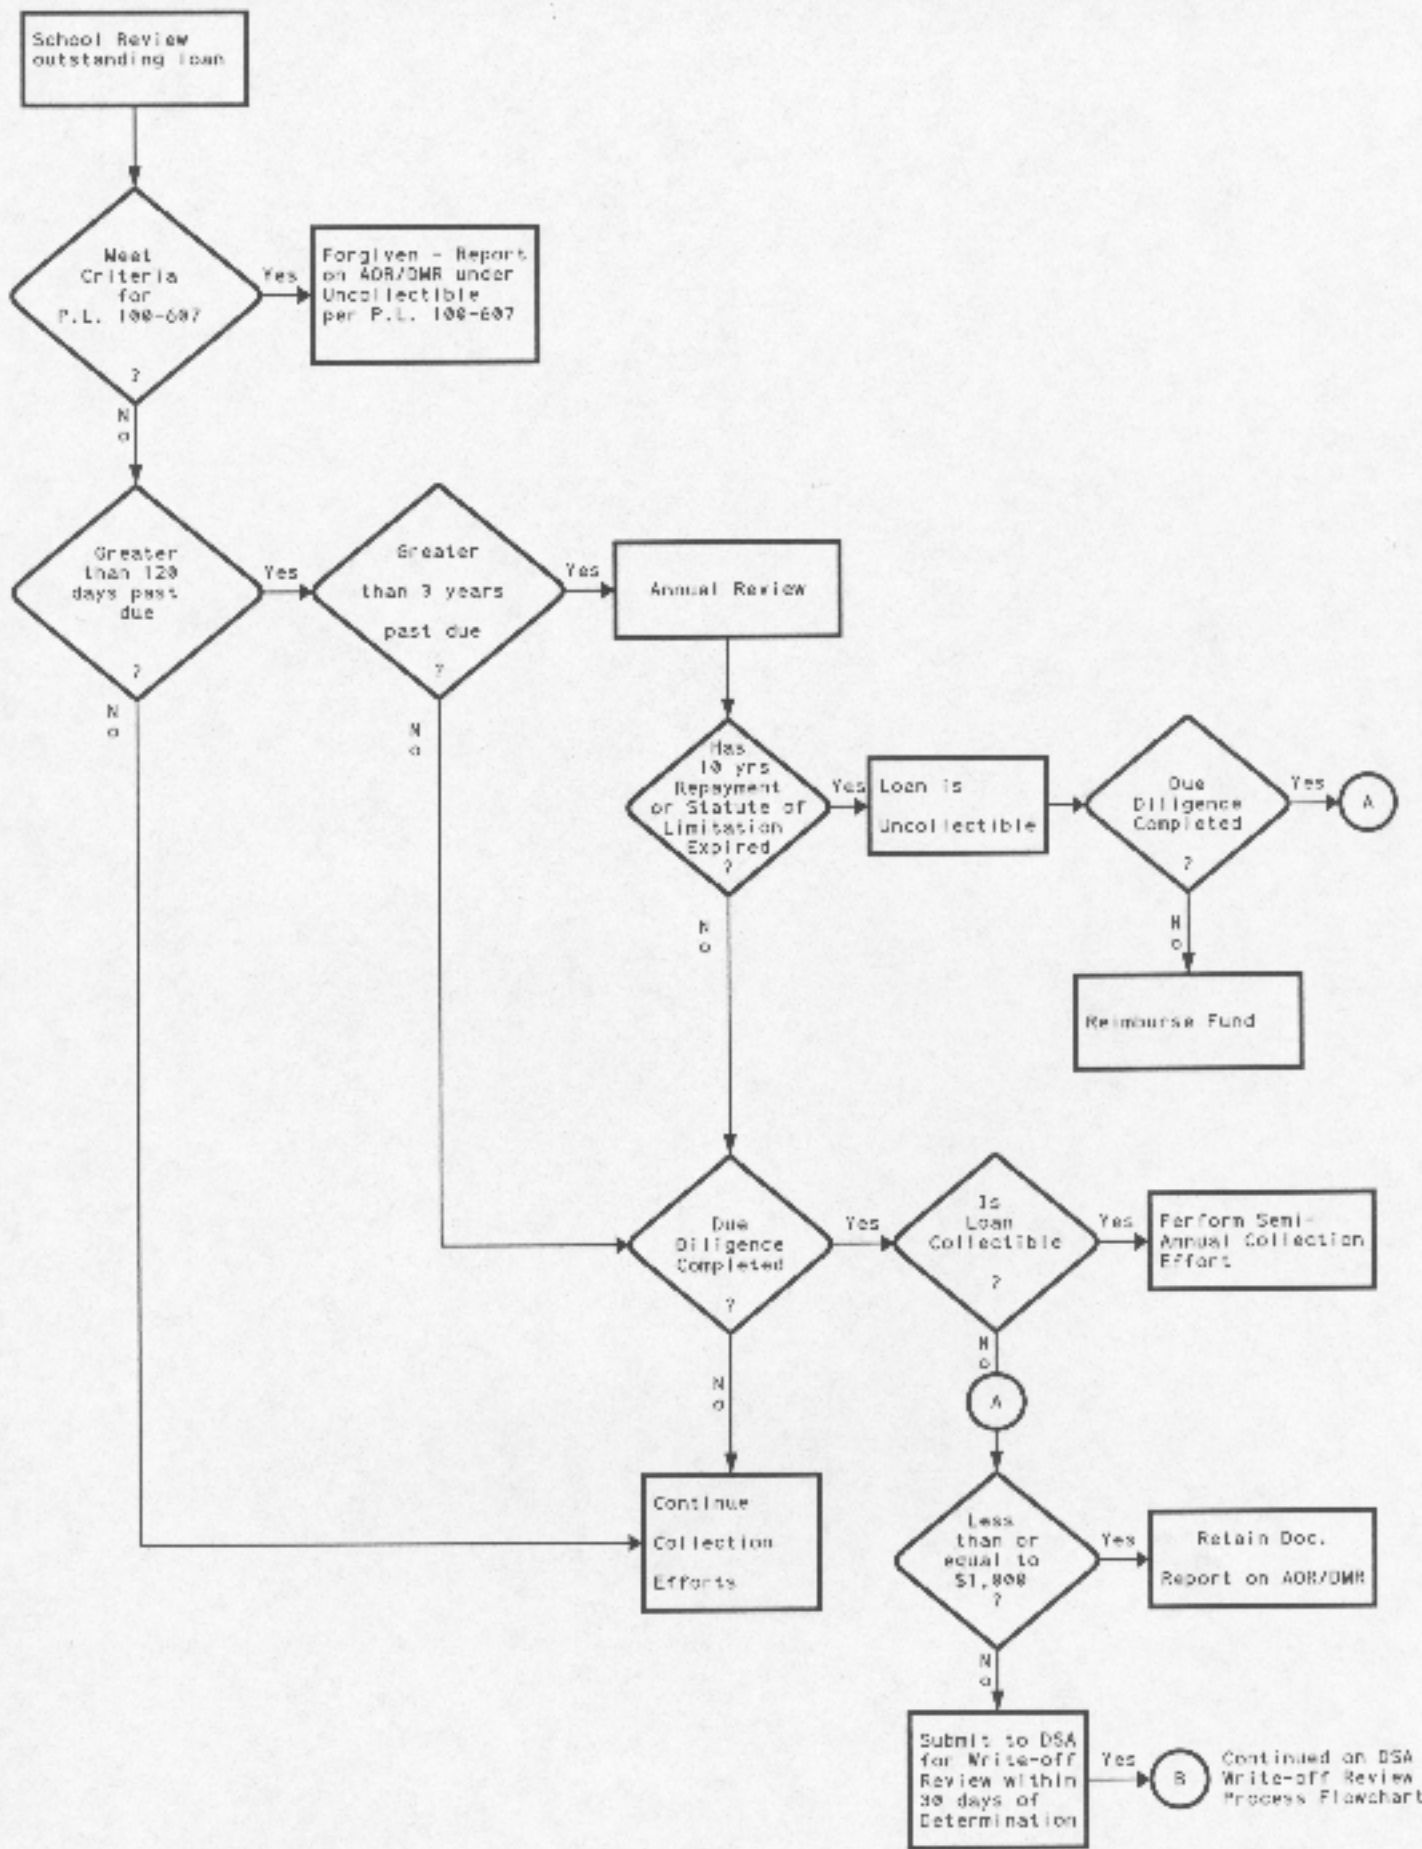 School Review
outstanding loan
Meet
Criteria
for
P.L. 100-607
?
Yes
Forgiven - Report
on AOR/DMR under
Uncollectible
per P.L. 100-607
No
Greater
than 120
days past
due
?
Yes
Greater
than 3 years
past due
?
Yes
Annual Review
No
No
Has
10 yrs
Repayment
or Statute of
Limitation
Expired
?
Yes
Loan is
Uncollectible
Due
Diligence
Completed
?
Yes
A
No
No
Reimburse Fund
Due
Diligence
Completed
?
Yes
Is
Loan
Collectible
?
Yes
Perform Semi-
Annual Collection
Effort
No
No
A
Continue
Collection
Efforts
Less
than or
equal to
$1,000
?
Yes
Retain Doc.
Report on AOR/DMR
No
Submit to DSA
for Write-off
Review within
30 days of
Determination
Yes
B
Continued on DSA
Write-off Review
Process Flowchart